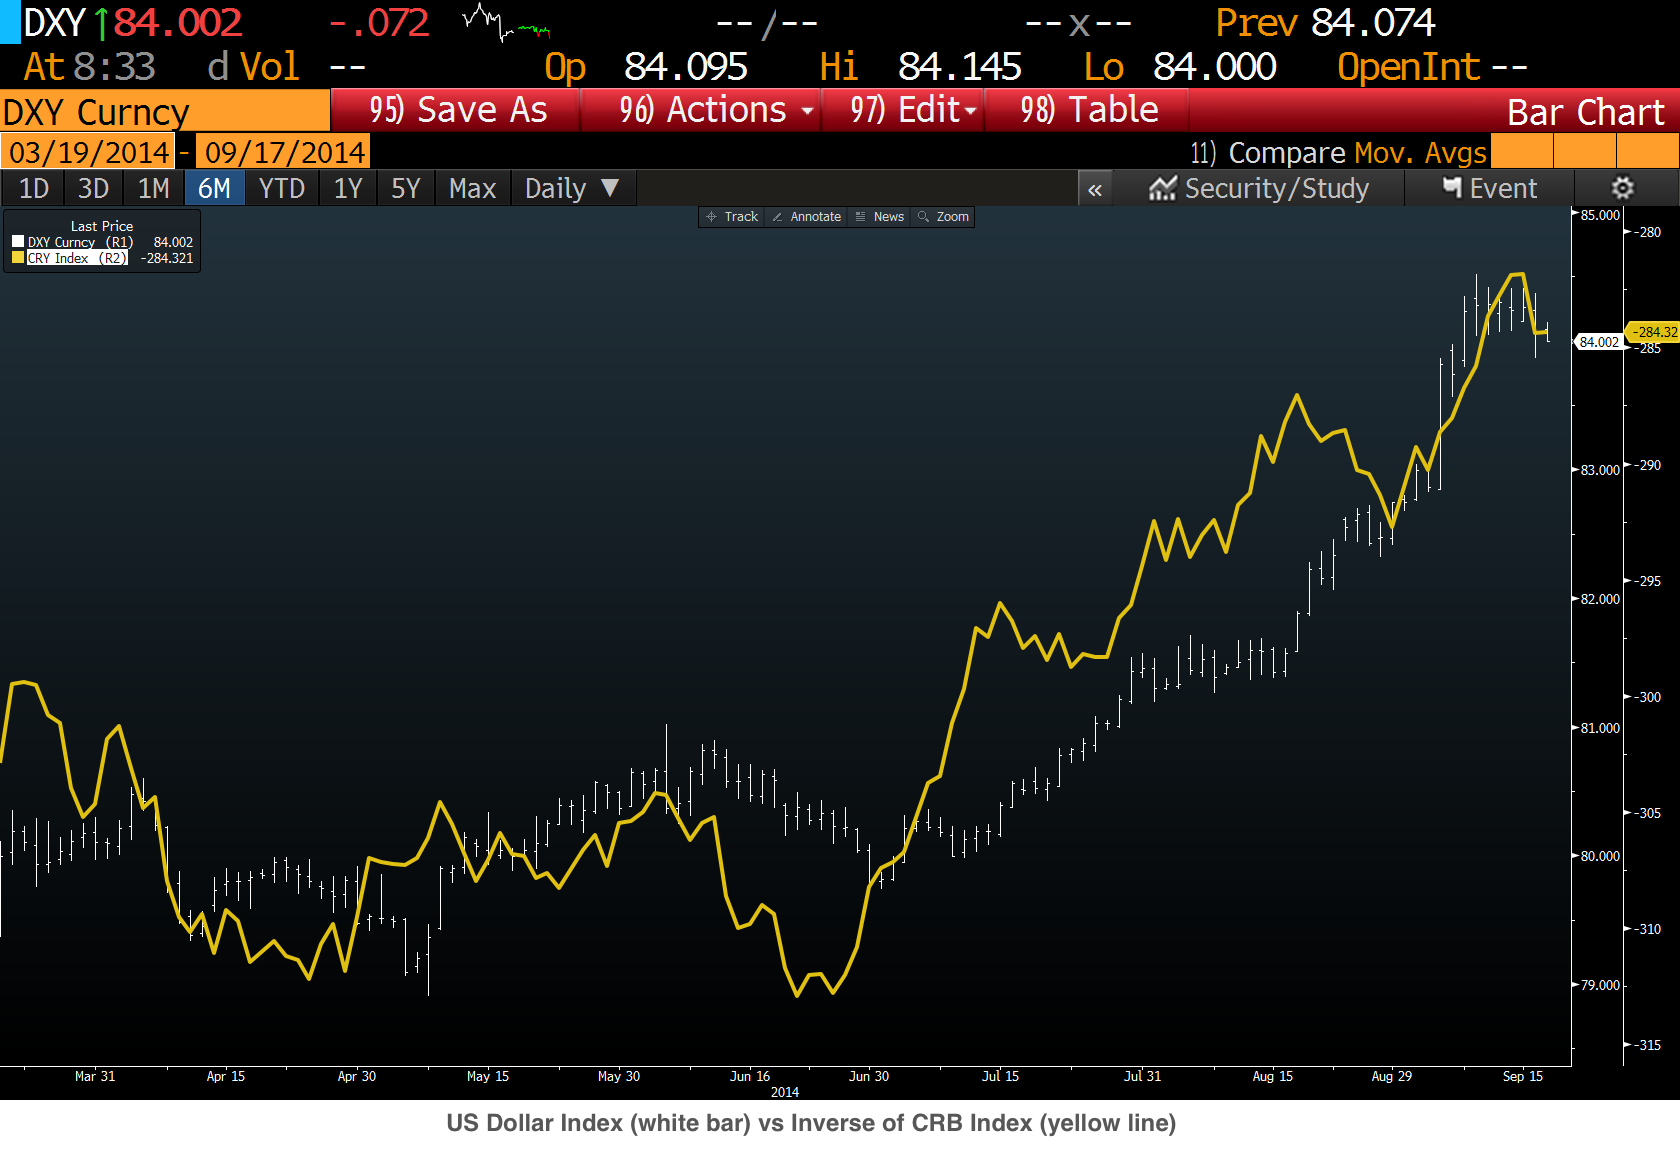 DXY ↑84.002 -.072 --/-- --x-- Prev 84.074
At 8:33 d Vol -- Op 84.095 Hi 84.145 Lo 84.000 OpenInt --
DXY Curncy 95) Save As 96) Actions 97) Edit 98) Table Bar Chart
03/19/2014 - 09/17/2014 11) Compare Mov. Avgs
1D 3D 1M 6M YTD 1Y 5Y Max Daily ▼ « Security/Study Event
Track Annotate News Zoom
Last Price
DXY Curncy (R1) 84.002
CRY Index (R2) -284.321
85.000
-280
-284.32
84.002
-285
-290
83.000
-295
82.000
-300
81.000
-305
80.000
-310
79.000
-315
Mar 31 Apr 15 Apr 30 May 15 May 30 Jun 16 Jun 30 Jul 15 Jul 31 Aug 15 Aug 29 Sep 15
2014
US Dollar Index (white bar) vs Inverse of CRB Index (yellow line)